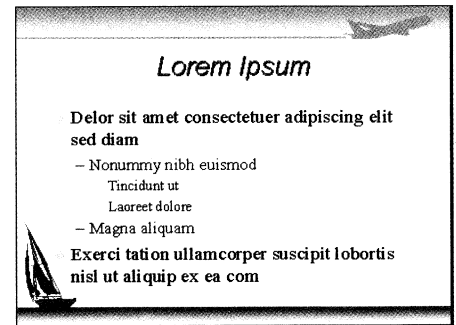 Lorem Ipsum
Delor sit amet consectetuer adipiscing elit
sed diam
– Nonummy nibh euismod
Tincidunt ut
Laoreet dolore
– Magna aliquam
Exerci tation ullamcorper suscipit lobortis
nisl ut aliquip ex ea com